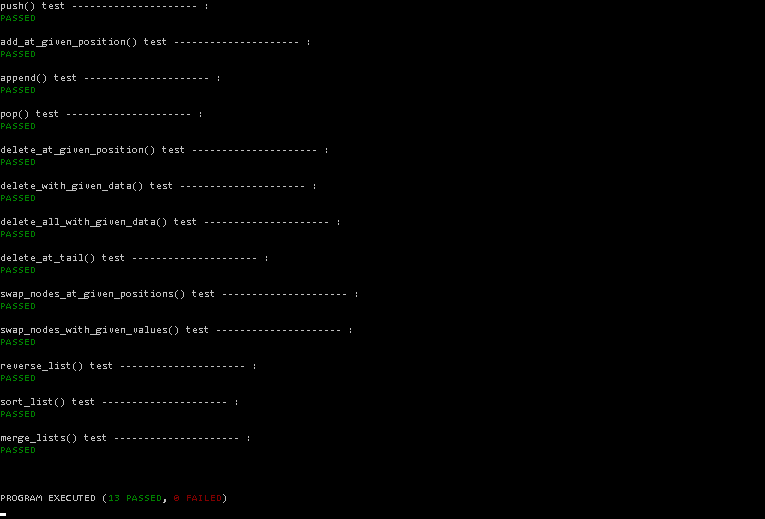 push() test --------------------- :
PASSED
add_at_given_position() test --------------------- :
PASSED
append() test --------------------- :
PASSED
pop() test --------------------- :
PASSED
delete_at_given_position() test --------------------- :
PASSED
delete_with_given_data() test --------------------- :
PASSED
delete_all_with_given_data() test --------------------- :
PASSED
delete_at_tail() test --------------------- :
PASSED
swap_nodes_at_given_positions() test --------------------- :
PASSED
swap_nodes_with_given_values() test --------------------- :
PASSED
reverse_list() test --------------------- :
PASSED
sort_list() test --------------------- :
PASSED
merge_lists() test --------------------- :
PASSED
PROGRAM EXECUTED (13 PASSED, 0 FAILED)